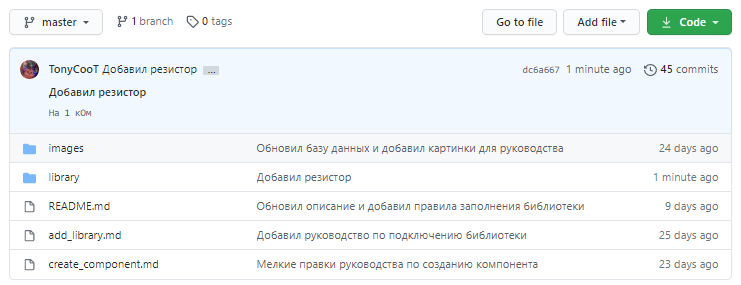 master 1 branch 0 tags Go to file Add file Code
TonyCooT Добавил резистор ... dc6a667 1 minute ago 45 commits
Добавил резистор
На 1 кОм
images Обновил базу данных и добавил картинки для руководства 24 days ago
library Добавил резистор 1 minute ago
README.md Обновил описание и добавил правила заполнения библиотеки 9 days ago
add_library.md Добавил руководство по подключению библиотеки 25 days ago
create_component.md Мелкие правки руководства по созданию компонента 23 days ago